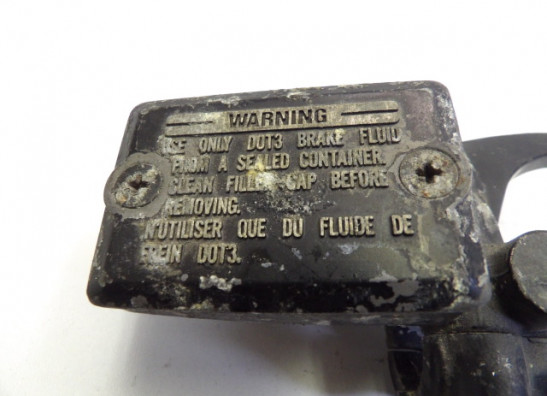 WARNING
USE ONLY DOT3 BRAKE FLUID
FROM A SEALED CONTAINER.
CLEAN FILLER CAP BEFORE
REMOVING.
N'UTILISER QUE DU FLUIDE DE
FREIN DOT3.